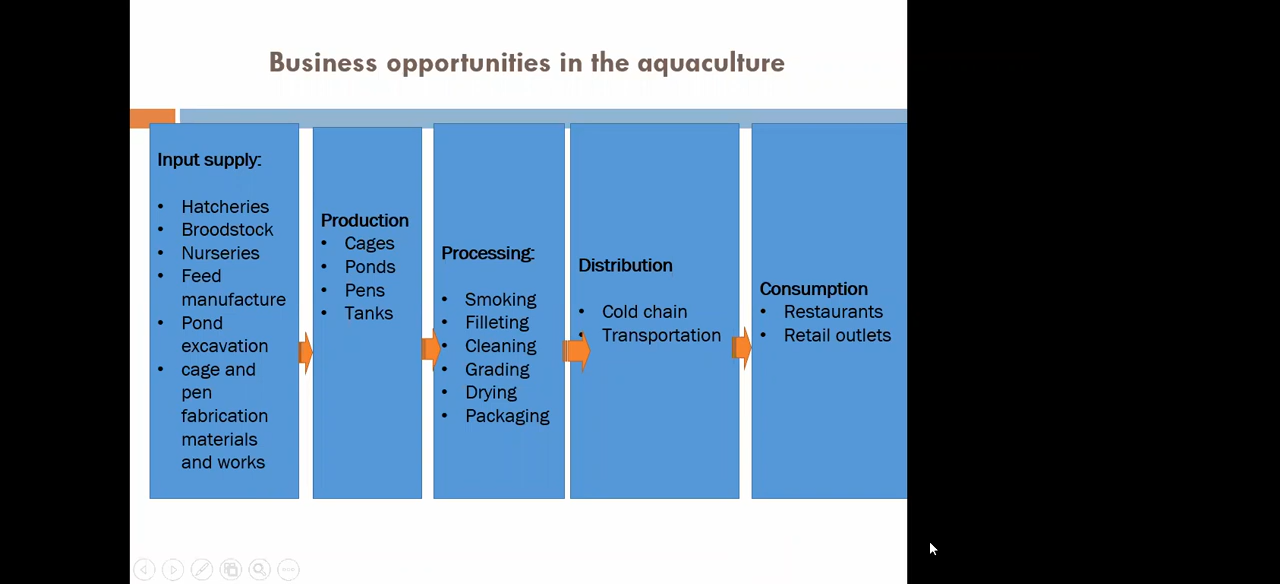 Business opportunities in the aquaculture
Input supply:
• Hatcheries
• Broodstock
• Nurseries
• Feed
manufacture
• Pond
excavation
• cage and
pen
fabrication
materials
and works
Production
• Cages
• Ponds
• Pens
• Tanks
Processing:
• Smoking
• Filleting
• Cleaning
• Grading
• Drying
• Packaging
Distribution
• Cold chain
• Transportation
Consumption
• Restaurants
• Retail outlets